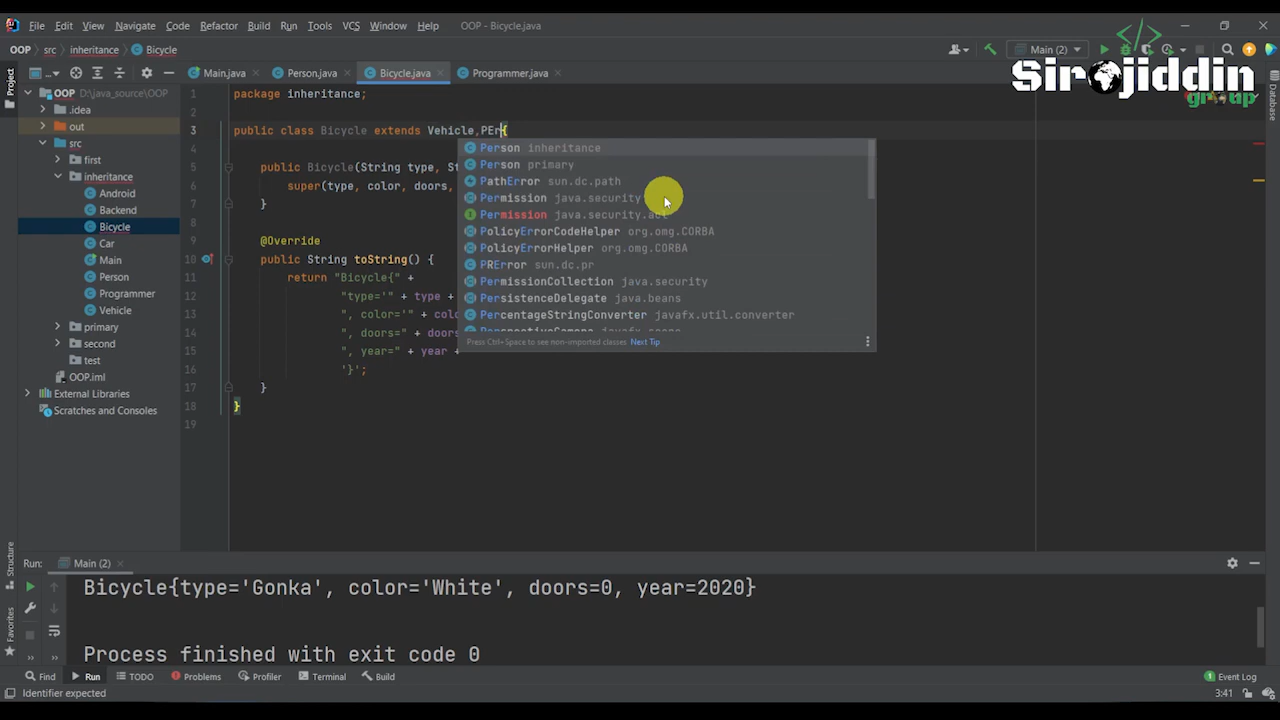 File Edit View Navigate Code Refactor Build Run Tools VCS Window Help OOP - Bicycle.java
OOP src inheritance Bicycle Main (2)
Sirojiddin
group
Project
... Main.java Person.java Bicycle.java Programmer.java
Database
OOP D:\java_source\OOP
.idea
out
src
first
inheritance
Android
Backend
Bicycle
Car
Main
Person
Programmer
Vehicle
primary
second
test
OOP.iml
External Libraries
Scratches and Consoles
1 package inheritance;
2
3 public class Bicycle extends Vehicle,PEr{
4
5 public Bicycle(String type, St
6 super(type, color, doors,
7 }
8
9 @Override
10 public String toString() {
11 return "Bicycle{" +
12 "type='" + type +
13 ", color='" + colo
14 ", doors=" + doors
15 ", year=" + year +
16 '}';
17 }
18 }
19
Person inheritance
Person primary
PathError sun.dc.path
Permission java.security
Permission java.security.acl
PolicyErrorCodeHelper org.omg.CORBA
PolicyErrorHelper org.omg.CORBA
PRError sun.dc.pr
PermissionCollection java.security
PersistenceDelegate java.beans
PercentageStringConverter javafx.util.converter
PerspectiveCamera javafx.scene
Press Ctrl+Space to see non-imported classes Next Tip
Structure
Favorites
Run: Main (2)
Bicycle{type='Gonka', color='White', doors=0, year=2020}
Process finished with exit code 0
Find Run TODO Problems Profiler Terminal Build 1 Event Log
Identifier expected 3:41